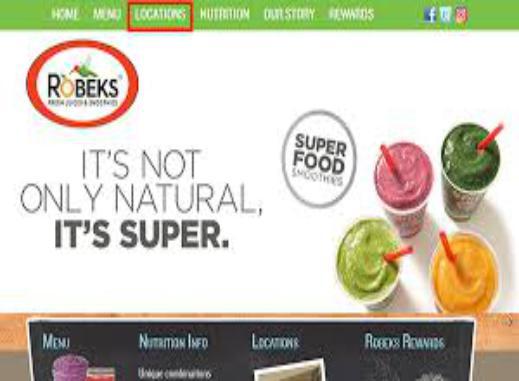 HOME MENU LOCATIONS NUTRITION OUR STORY REWARDS
ROBEKS
FRESH JUICES & SMOOTHIES
SUPER
FOOD
SMOOTHIES
IT'S NOT
ONLY NATURAL,
IT'S SUPER.
MENU NUTRITION INFO LOCATIONS ROBEKS REWARDS
Unique combinations